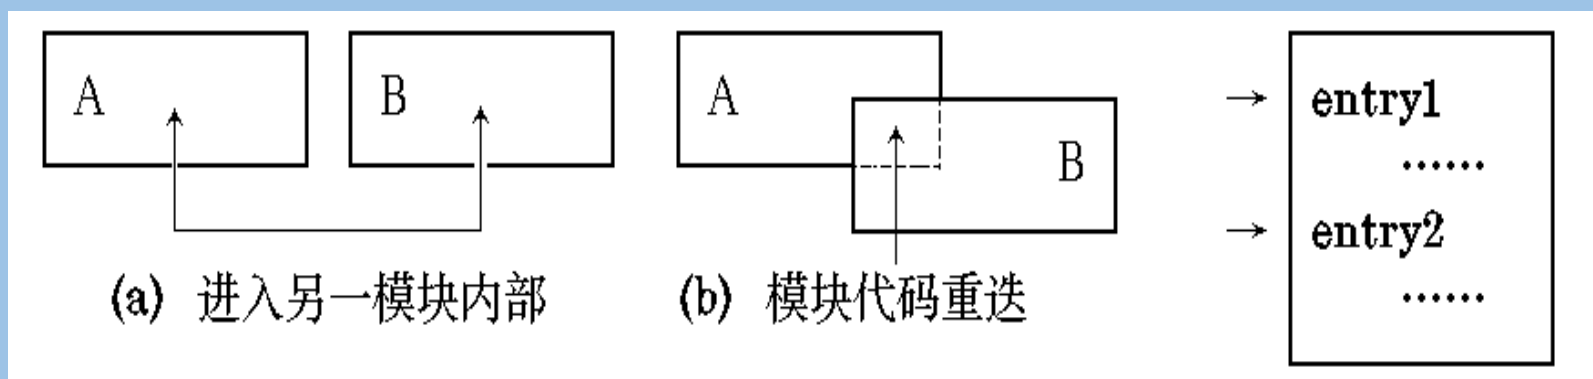 A
B
(a) 进入另一模块内部
A
B
(b) 模块代码重迭
→ entry1
……
→ entry2
……